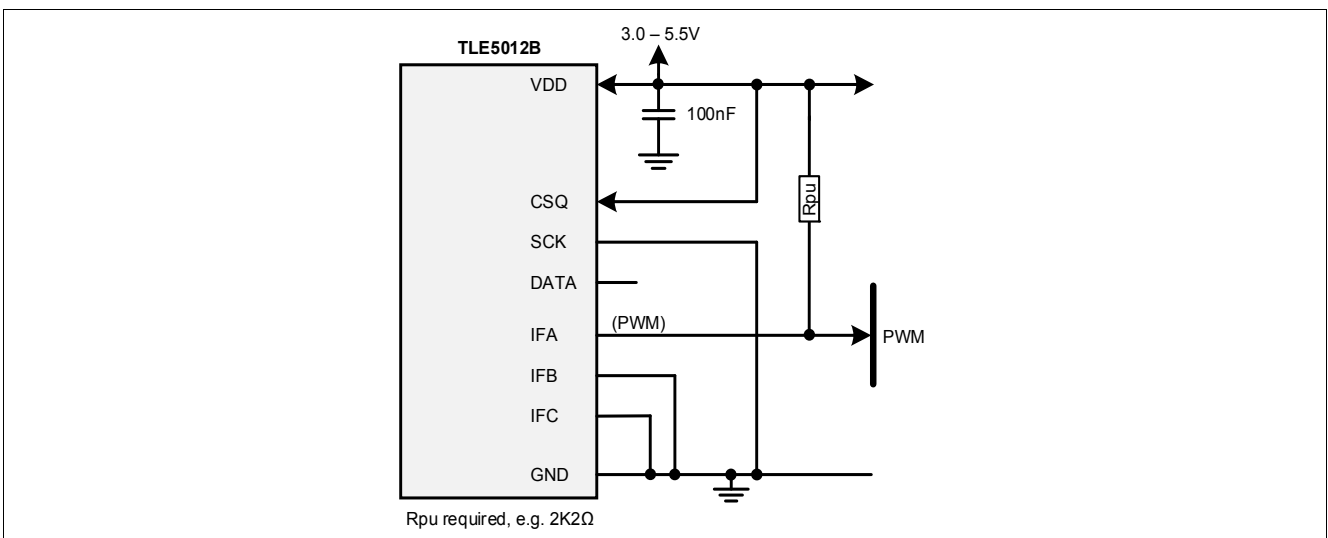 3.0 – 5.5V
TLE5012B
VDD
100nF
CSQ
Rpu
SCK
DATA
IFA
(PWM)
PWM
IFB
IFC
GND
Rpu required, e.g. 2K2Ω